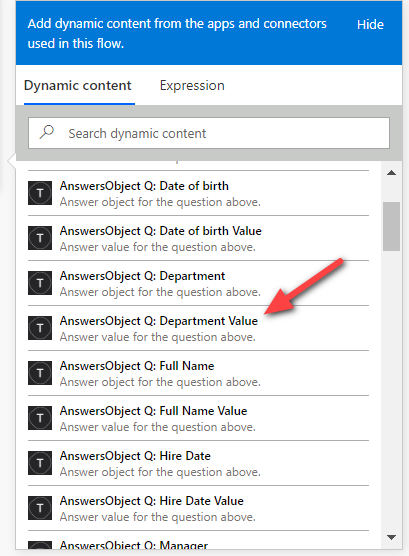 Add dynamic content from the apps and connectors
used in this flow.
Hide
Dynamic content
Expression
Search dynamic content
T
AnswersObject Q: Date of birth
Answer object for the question above.
T
AnswersObject Q: Date of birth Value
Answer value for the question above.
T
AnswersObject Q: Department
Answer object for the question above.
T
AnswersObject Q: Department Value
Answer value for the question above.
T
AnswersObject Q: Full Name
Answer object for the question above.
T
AnswersObject Q: Full Name Value
Answer value for the question above.
T
AnswersObject Q: Hire Date
Answer object for the question above.
T
AnswersObject Q: Hire Date Value
Answer value for the question above.
AnswersObject Q: Manager